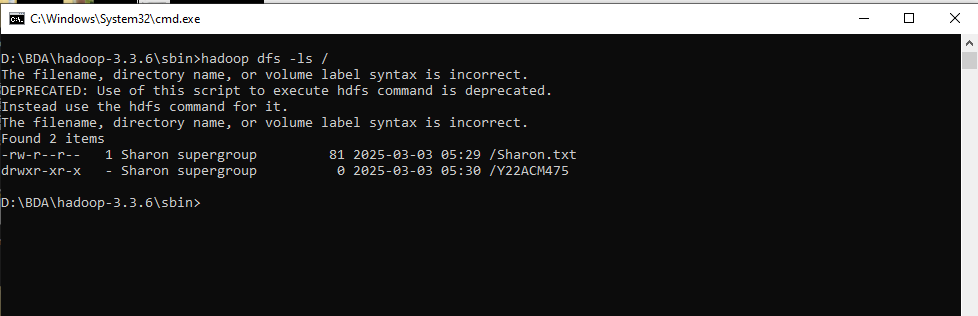 C:\Windows\System32\cmd.exe
D:\BDA\hadoop-3.3.6\sbin>hadoop dfs -ls /
The filename, directory name, or volume label syntax is incorrect.
DEPRECATED: Use of this script to execute hdfs command is deprecated.
Instead use the hdfs command for it.
The filename, directory name, or volume label syntax is incorrect.
Found 2 items
-rw-r--r--   1 Sharon supergroup         81 2025-03-03 05:29 /Sharon.txt
drwxr-xr-x   - Sharon supergroup          0 2025-03-03 05:30 /Y22ACM475
D:\BDA\hadoop-3.3.6\sbin>